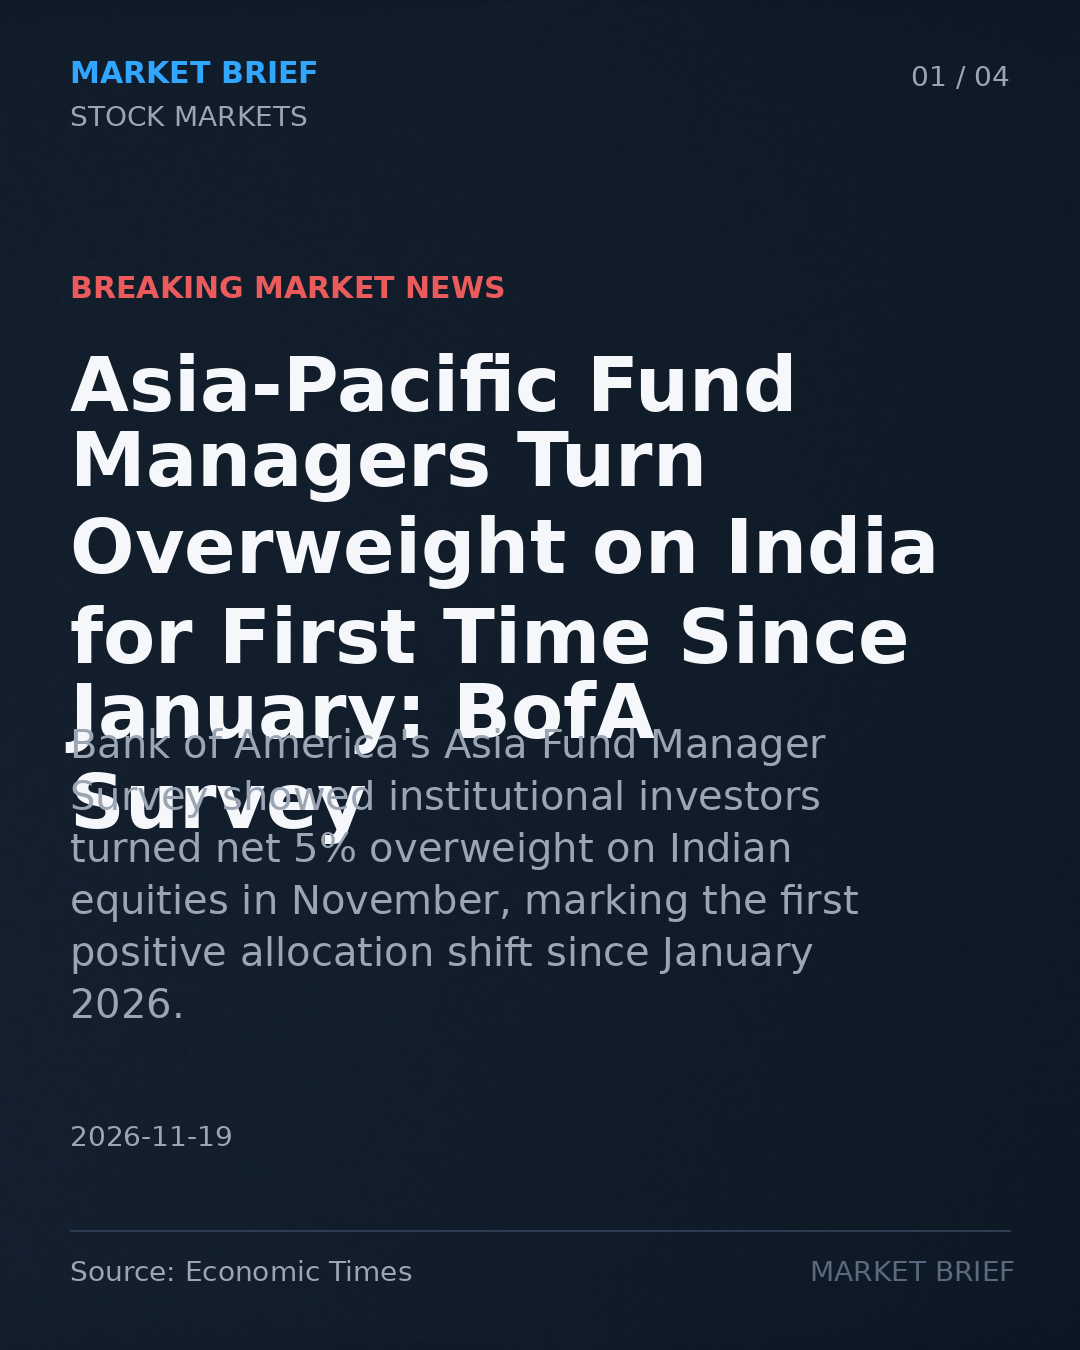 MARKET BRIEF
01 / 04
STOCK MARKETS
BREAKING MARKET NEWS
Asia-Pacific Fund
Managers Turn
Overweight on India
for First Time Since
January: BofA
Survey
Bank of America's Asia Fund Manager
Survey showed institutional investors
turned net 5% overweight on Indian
equities in November, marking the first
positive allocation shift since January
2026.
2026-11-19
Source: Economic Times
MARKET BRIEF